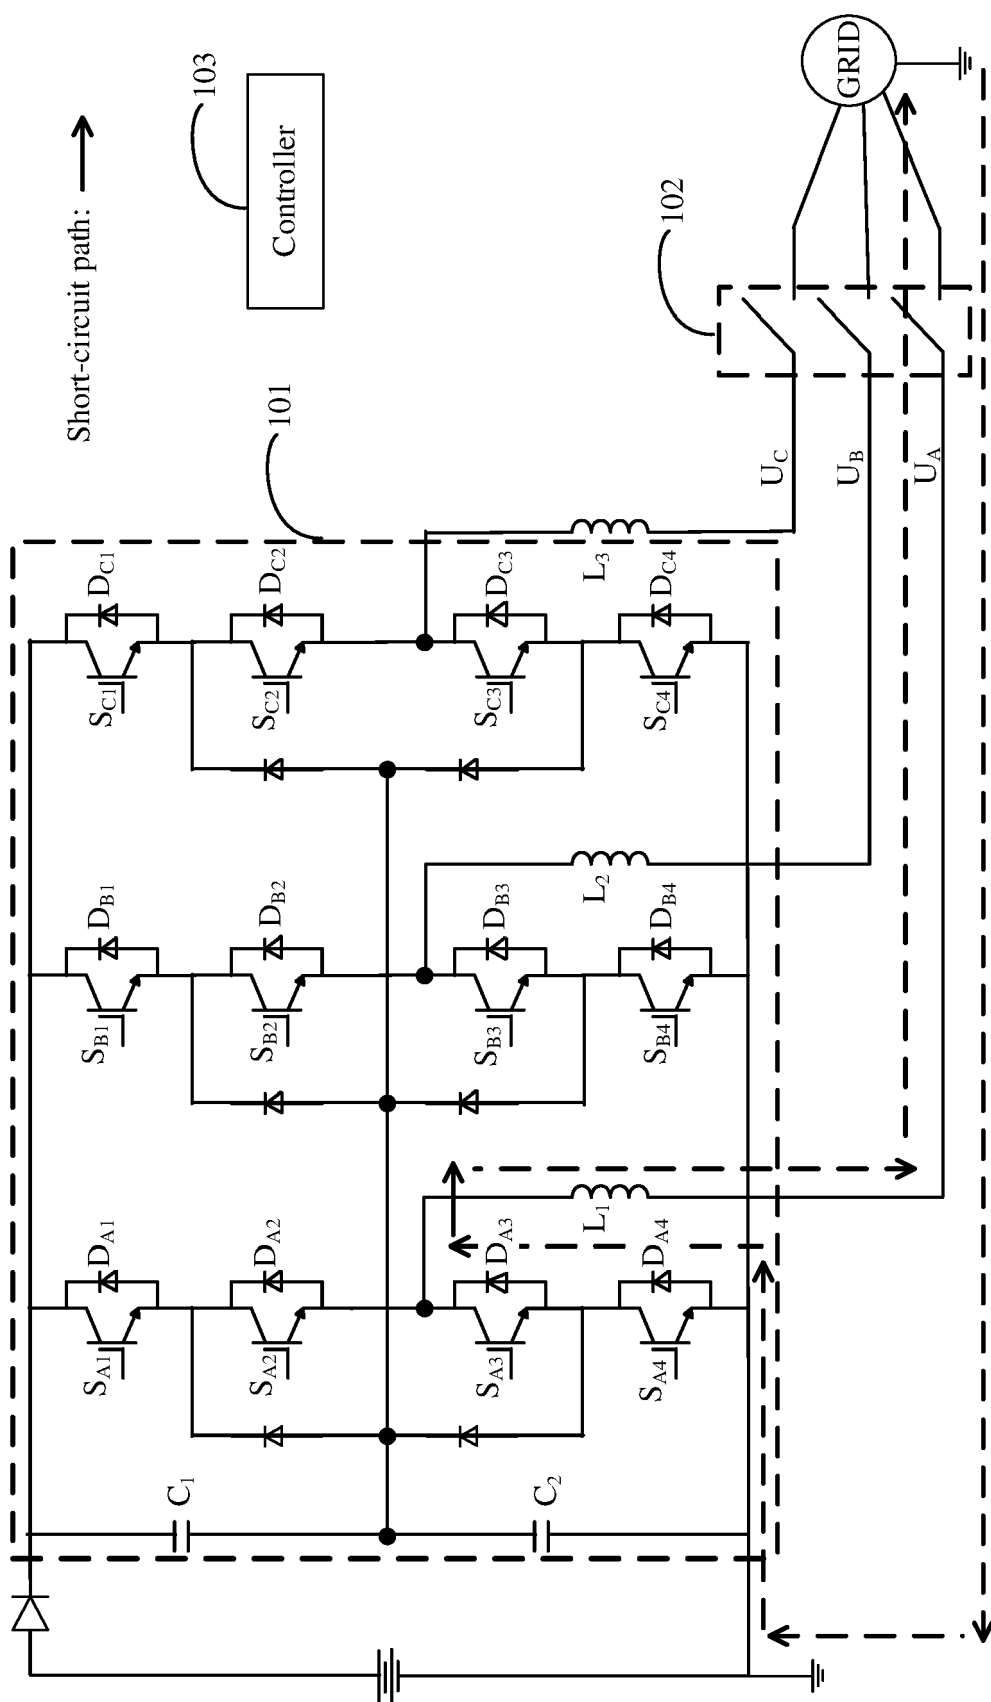 Short-circuit path:
103
Controller
101
102
GRID
S_A1
D_A1
S_B1
D_B1
S_C1
D_C1
C_1
S_A2
D_A2
S_B2
D_B2
S_C2
D_C2
S_A3
D_A3
S_B3
D_B3
S_C3
D_C3
C_2
L_1
L_2
L_3
S_A4
D_A4
S_B4
D_B4
S_C4
D_C4
U_C
U_B
U_A